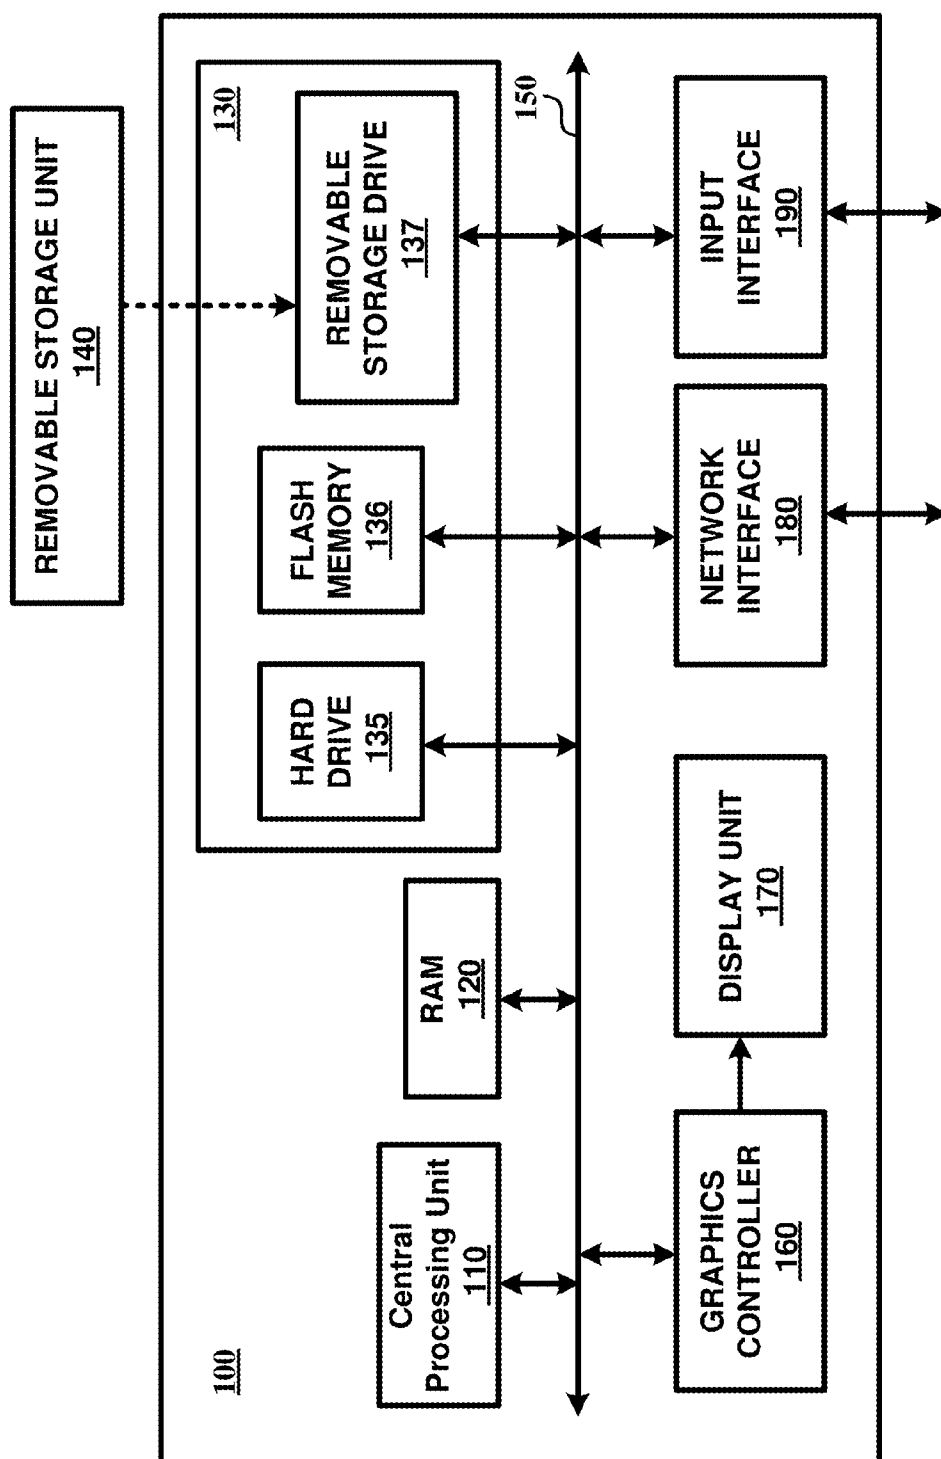 REMOVABLE STORAGE UNIT
140
100
130
Central
Processing Unit
110
RAM
120
HARD
DRIVE
135
FLASH
MEMORY
136
REMOVABLE
STORAGE DRIVE
137
150
GRAPHICS
CONTROLLER
160
DISPLAY UNIT
170
NETWORK
INTERFACE
180
INPUT
INTERFACE
190